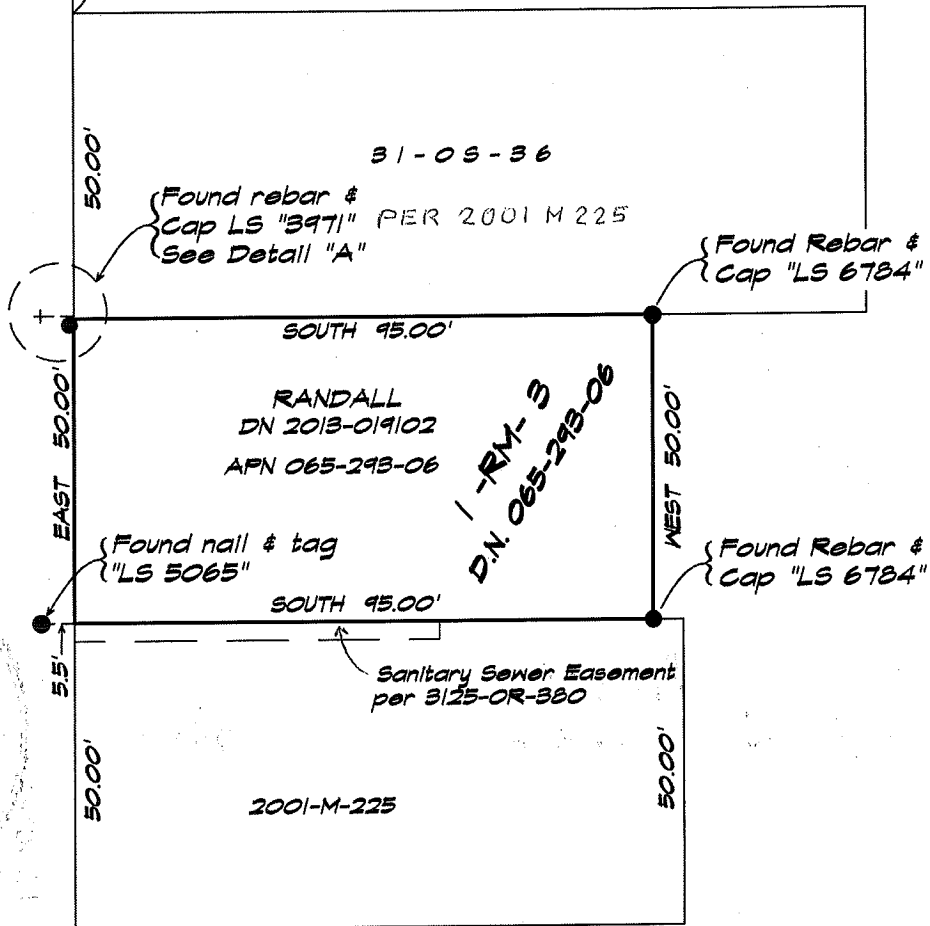 50.00'
31-OS-36
Found rebar &
Cap LS "3971" PER 2001 M 225
See Detail "A"
Found Rebar &
Cap "LS 6784"
SOUTH 95.00'
EAST 50.00'
RANDALL
DN 2013-019102
APN 065-293-06
1-RM-3
D.N. 065-293-06
WEST 50.00'
Found nail & tag
"LS 5065"
Found Rebar &
Cap "LS 6784"
SOUTH 95.00'
5.5'
Sanitary Sewer Easement
per 3125-OR-380
50.00'
2001-M-225
50.00'